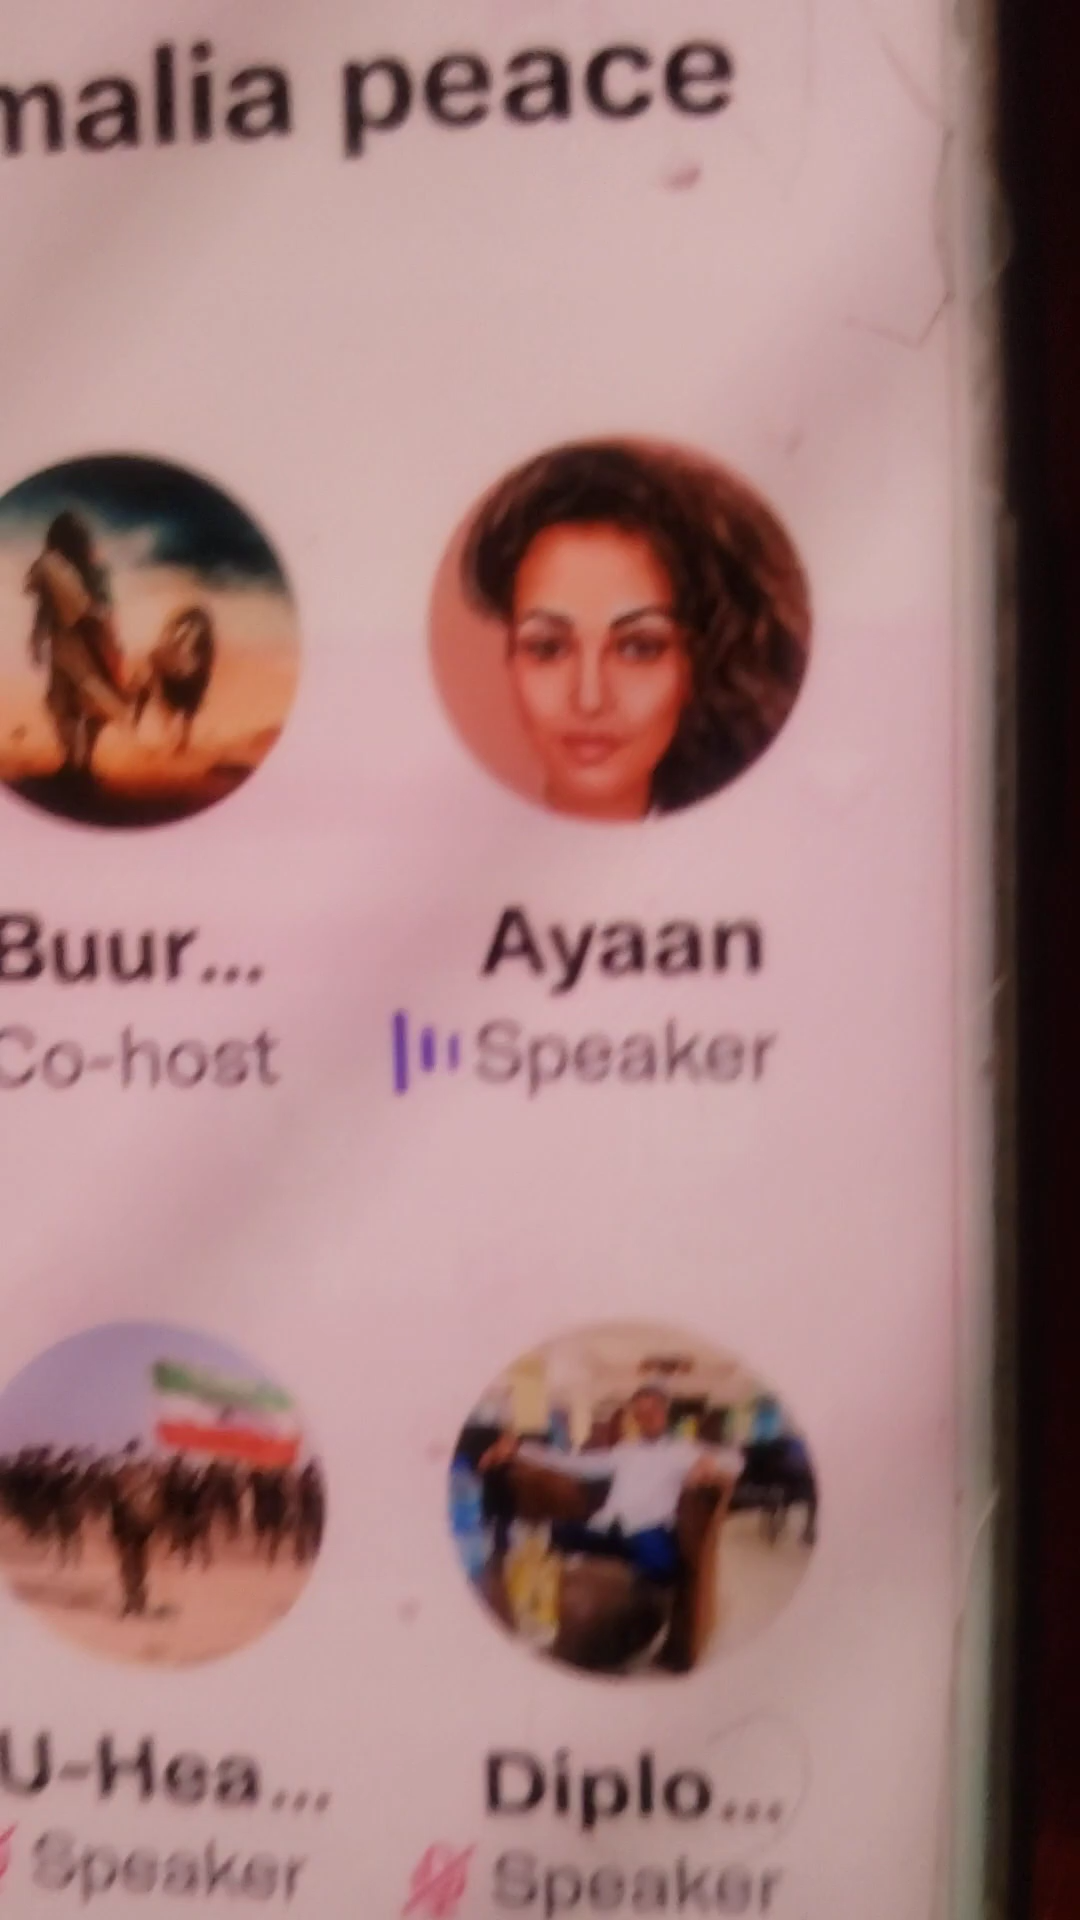 malia peace
Buur... Ayaan
Co-host Speaker
U-Hea... Diplo...
Speaker Speaker